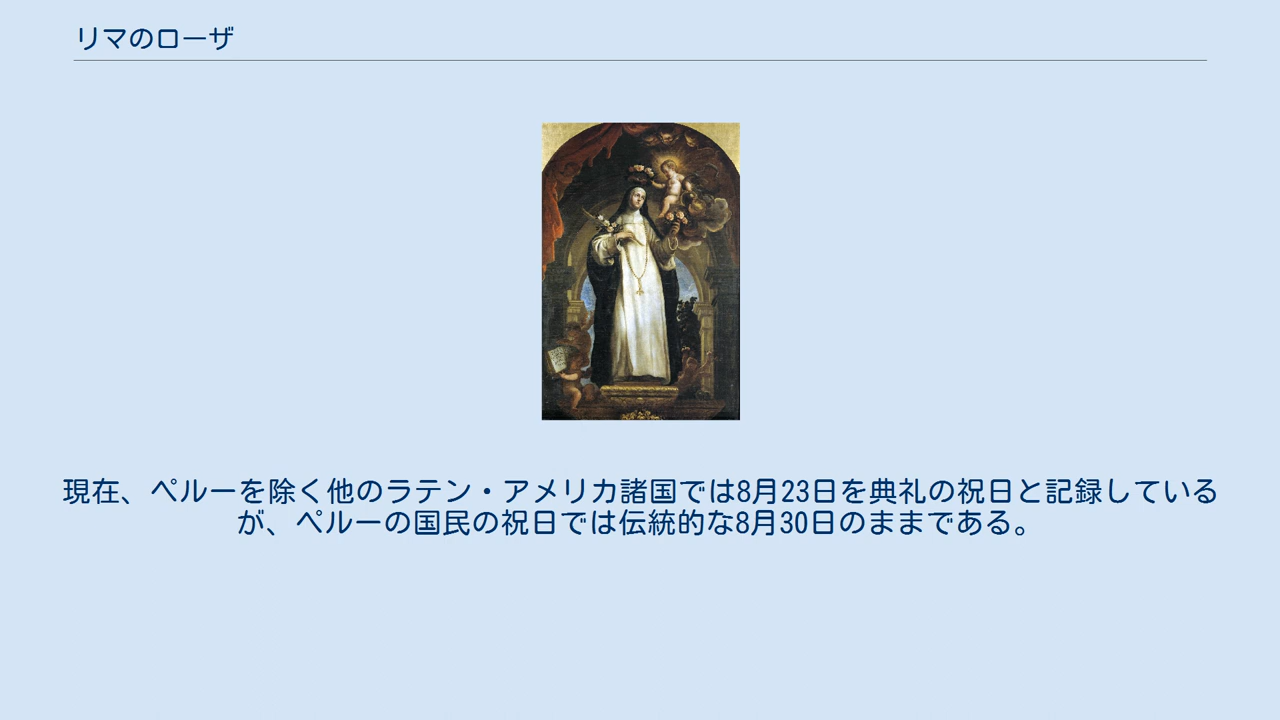 リマのローザ
現在、ペルーを除く他のラテン・アメリカ諸国では8月23日を典礼の祝日と記録している
が、ペルーの国民の祝日では伝統的な8月30日のままである。